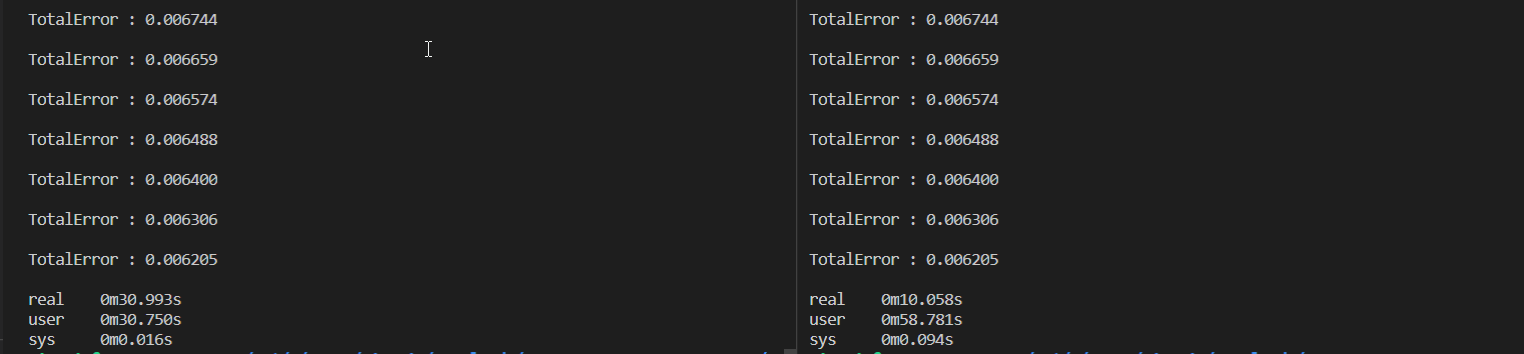 TotalError : 0.006744
TotalError : 0.006659
TotalError : 0.006574
TotalError : 0.006488
TotalError : 0.006400
TotalError : 0.006306
TotalError : 0.006205
real    0m30.993s
user    0m30.750s
sys     0m0.016s
TotalError : 0.006744
TotalError : 0.006659
TotalError : 0.006574
TotalError : 0.006488
TotalError : 0.006400
TotalError : 0.006306
TotalError : 0.006205
real    0m10.058s
user    0m58.781s
sys     0m0.094s